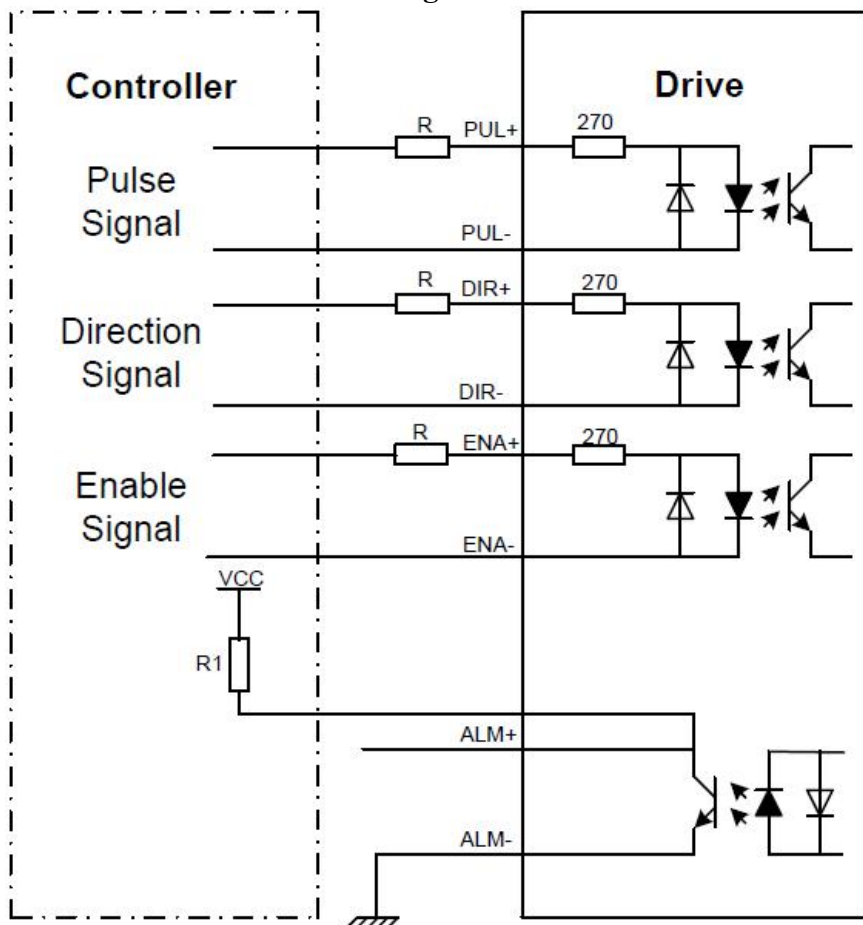 Controller
Drive
R PUL+ 270
Pulse
Signal
PUL-
R DIR+ 270
Direction
Signal
DIR-
R ENA+ 270
Enable
Signal
ENA-
VCC
R1
ALM+
ALM-